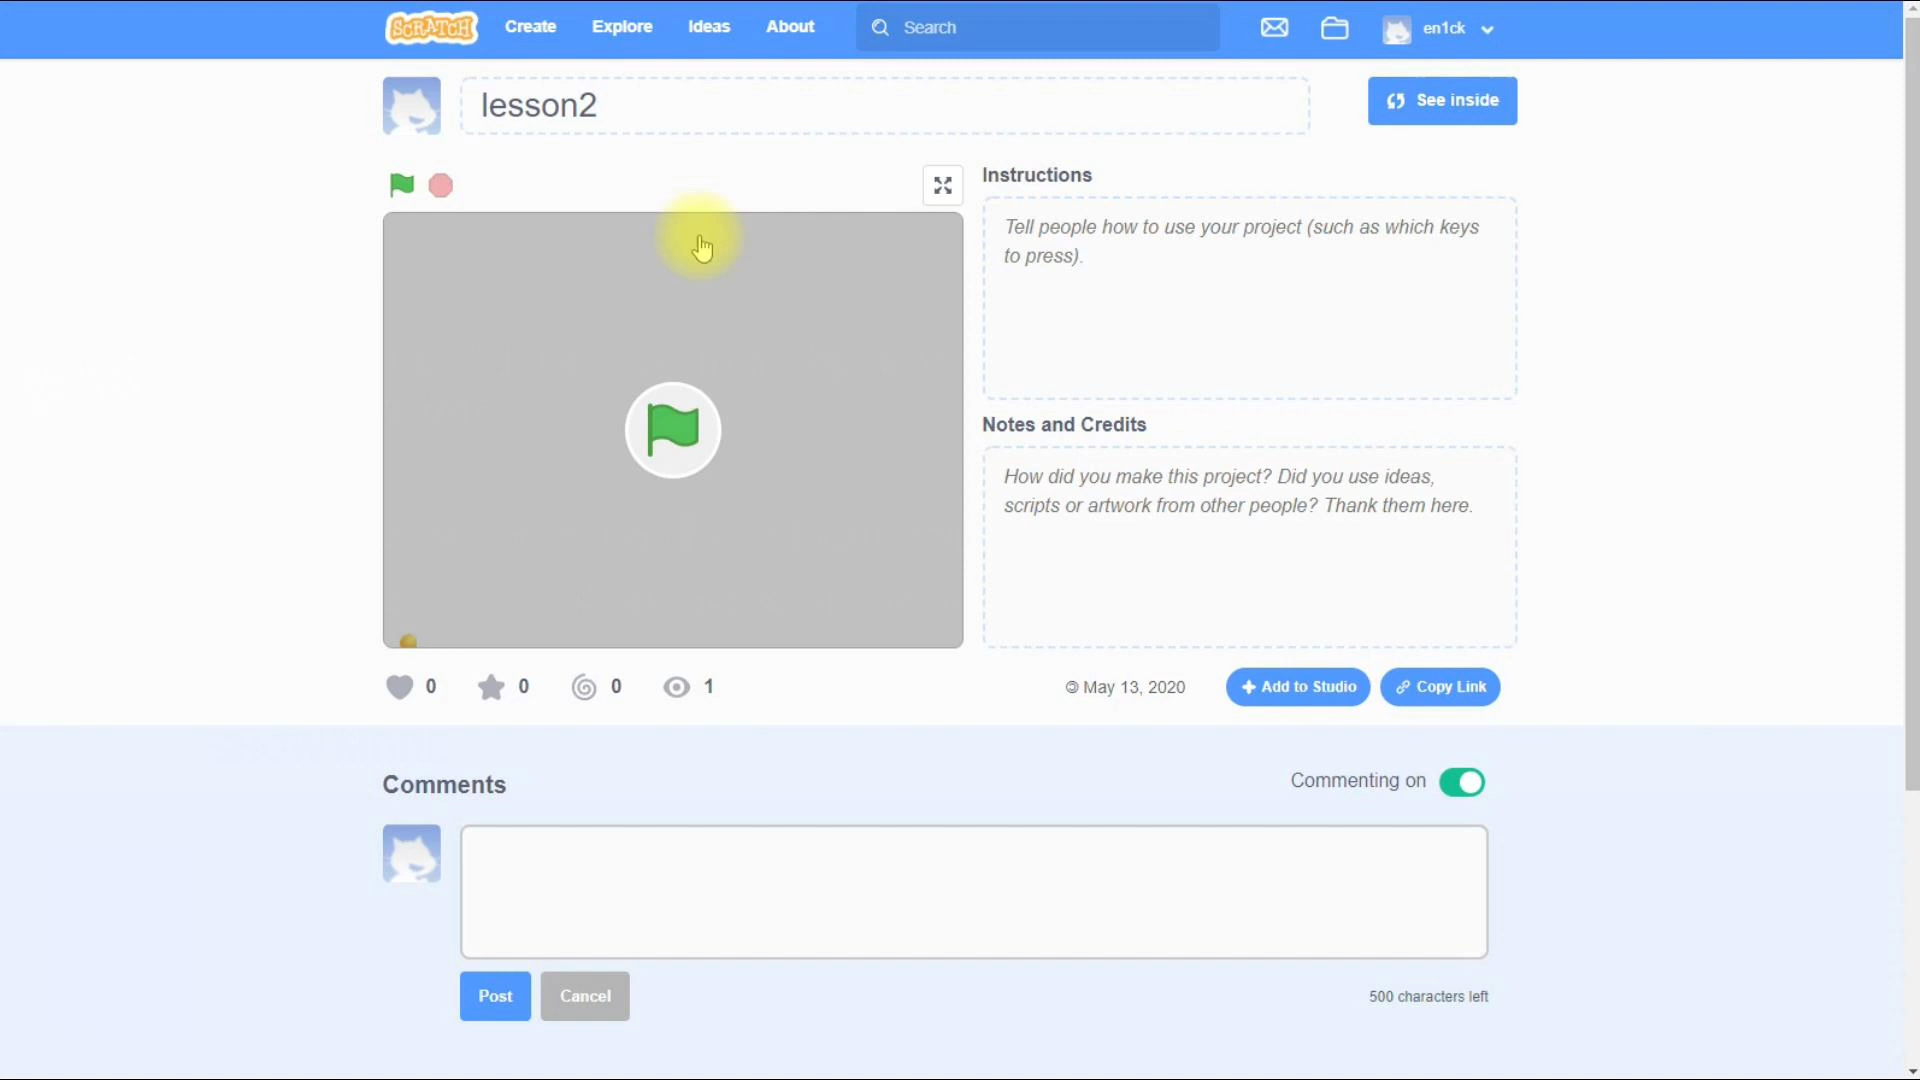 SCRATCH Create Explore Ideas About Search en1ck
lesson2
See inside
Instructions
Tell people how to use your project (such as which keys
to press).
Notes and Credits
How did you make this project? Did you use ideas,
scripts or artwork from other people? Thank them here.
0 0 0 1
© May 13, 2020
Add to Studio
Copy Link
Comments
Commenting on
Post Cancel
500 characters left